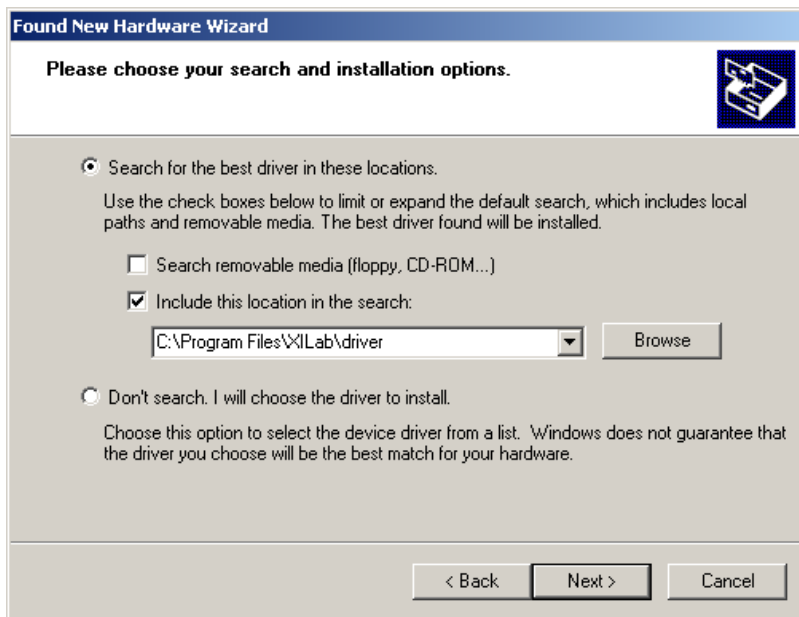 Found New Hardware Wizard
Please choose your search and installation options.
Search for the best driver in these locations.
Use the check boxes below to limit or expand the default search, which includes local
paths and removable media. The best driver found will be installed.
Search removable media (floppy, CD-ROM...)
Include this location in the search:
C:\Program Files\XILab\driver
Browse
Don't search. I will choose the driver to install.
Choose this option to select the device driver from a list.  Windows does not guarantee that
the driver you choose will be the best match for your hardware.
< Back
Next >
Cancel